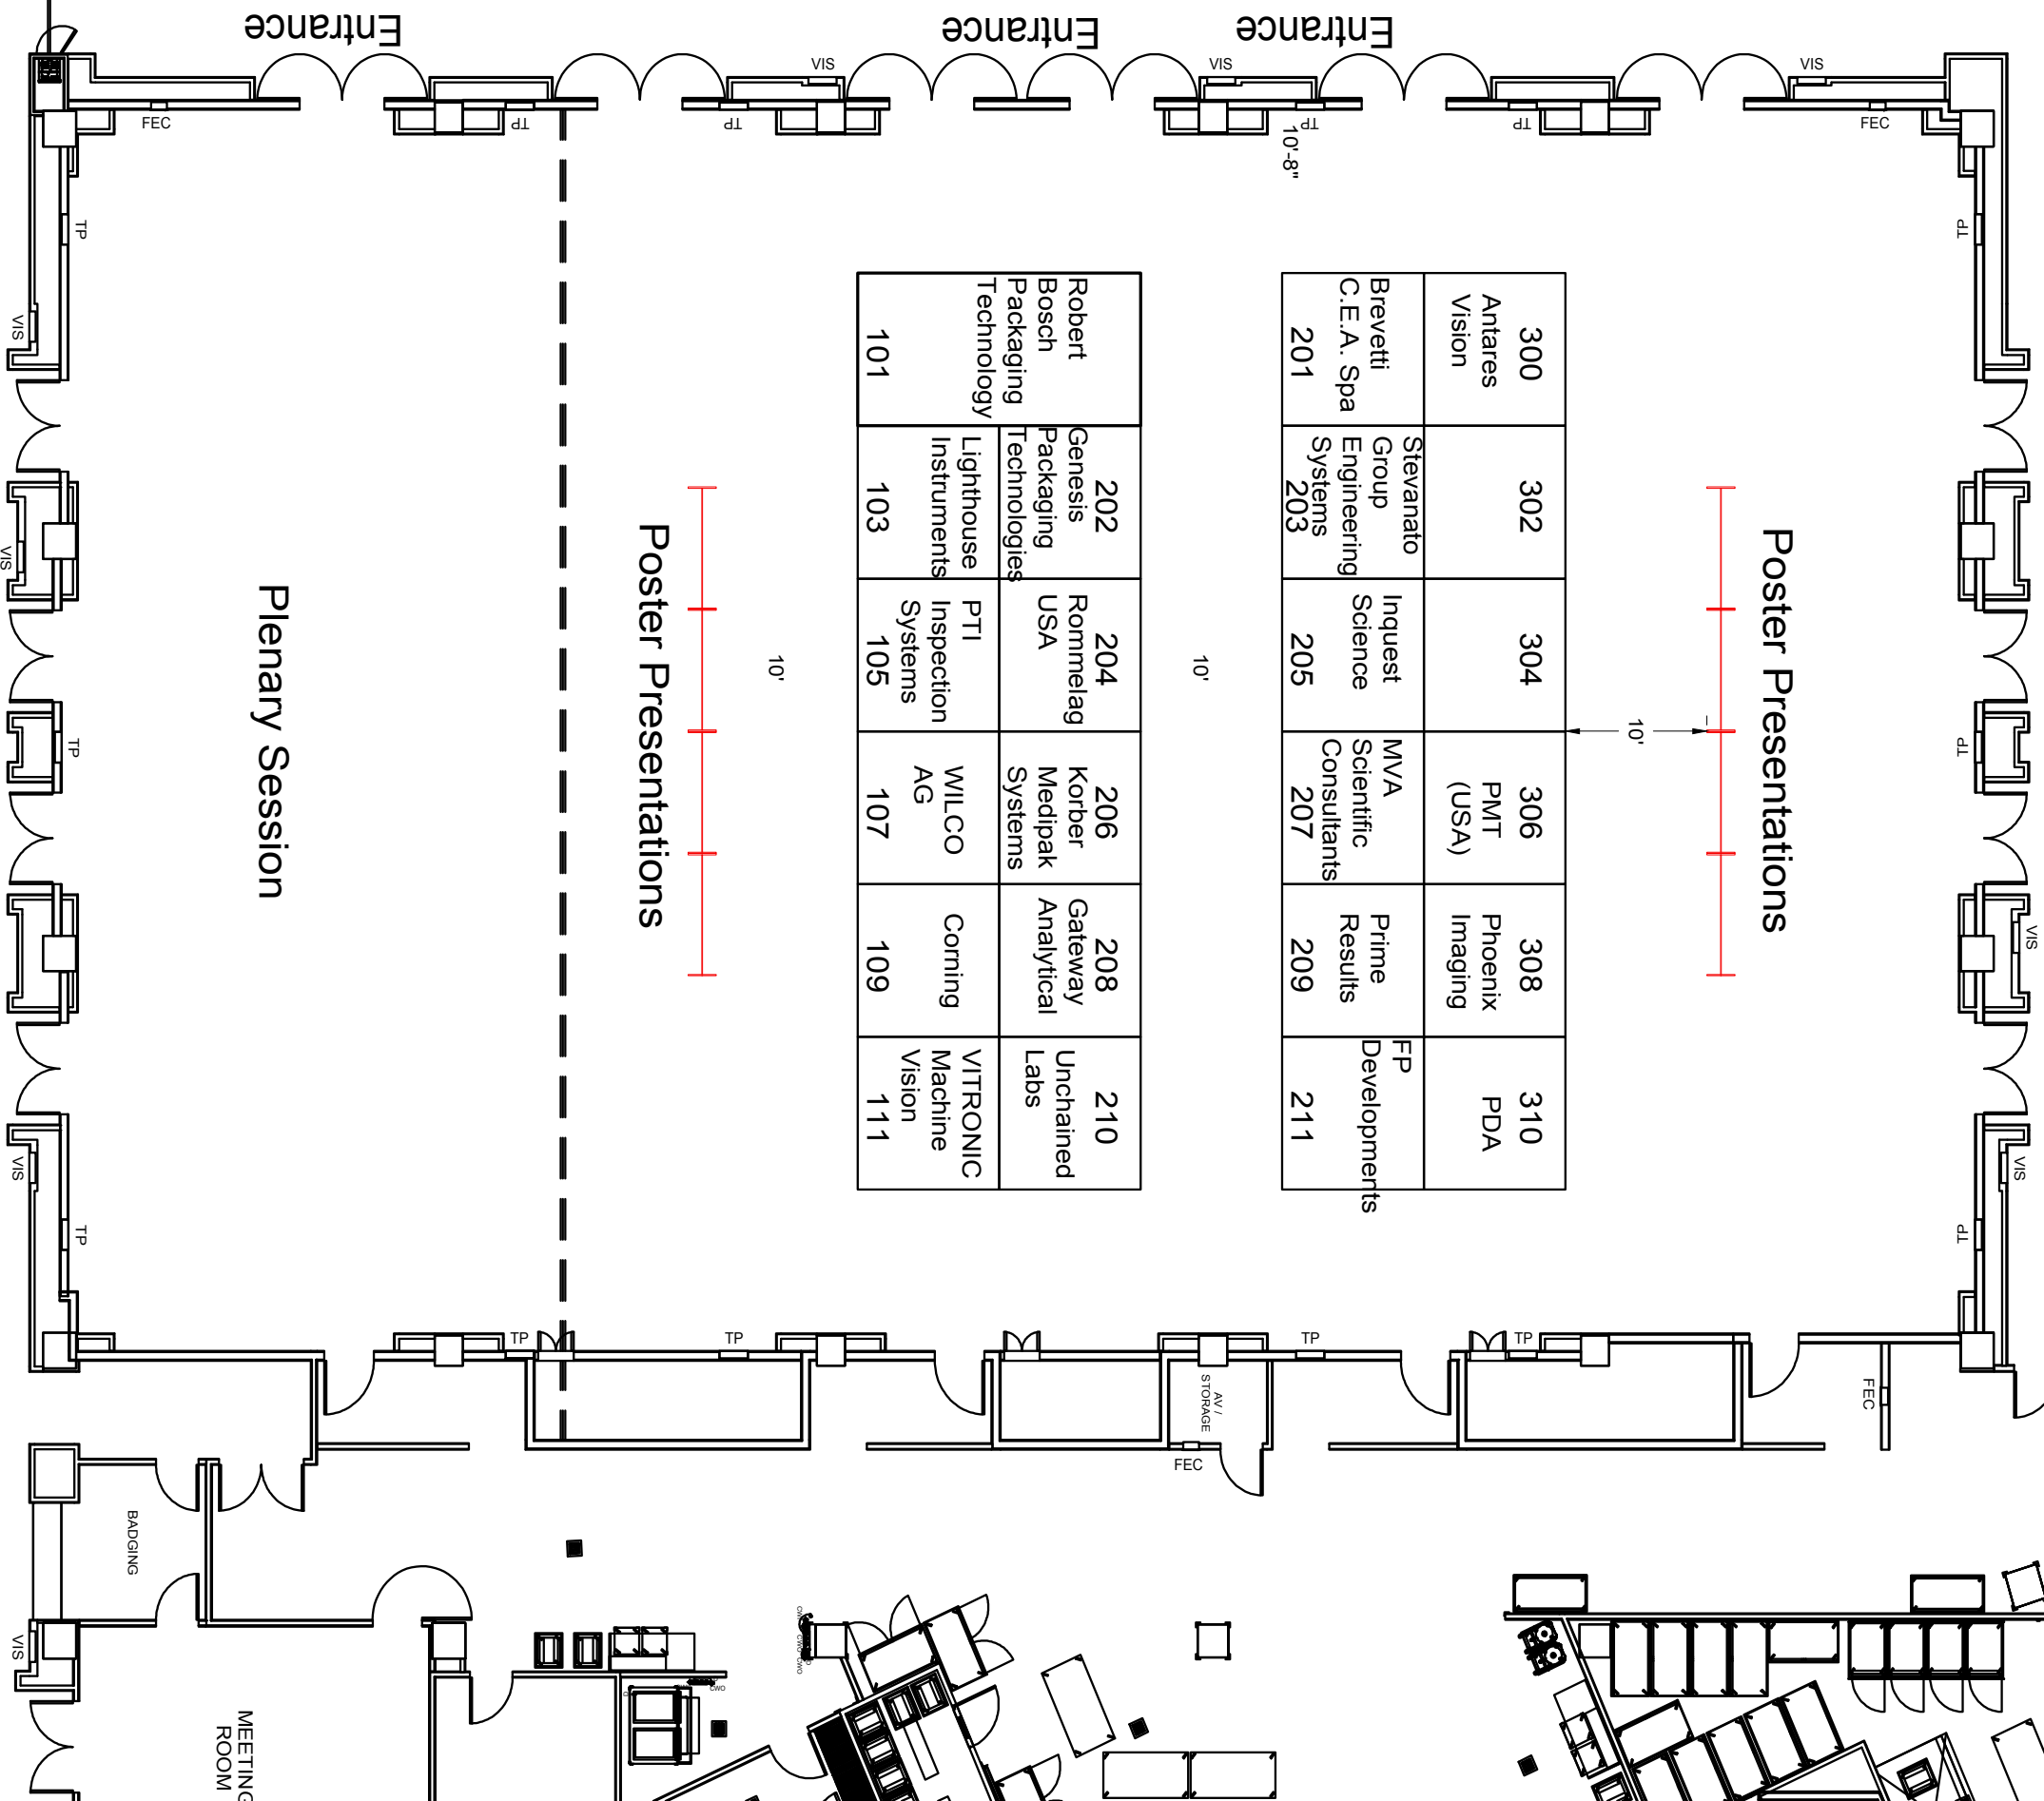 Entrance
Entrance
Entrance
VIS
VIS
VIS
FEC
TP
TP
TP
TP
FEC
10'-8"
TP
TP
VIS
VIS
TP
VIS
TP
TP
TP
VIS
VIS
TP
TP
Robert
Bosch
Packaging
Technology
101
202
Genesis
Packaging
Technologies
Lighthouse
Instruments
103
204
Rommelag
USA
PTI
Inspection
Systems
105
206
Korber
Medipak
Systems
WILCO
AG
107
208
Gateway
Analytical
Corning
109
210
Unchained
Labs
VITRONIC
Machine
Vision
111
300
Antares
Vision
Brevetti
C.E.A. Spa
201
302
Stevanato
Group
Engineering
Systems
203
304
Inquest
Science
205
306
PMT
(USA)
MVA
Scientific
Consultants
207
308
Phoenix
Imaging
Prime
Results
209
310
PDA
FP
Developments
211
Poster Presentations
10'
10'
10'
Poster Presentations
Plenary Session
TP
TP
TP
TP
AV /
STORAGE
FEC
FEC
BADGING
VIS
MEETING
ROOM
CWO
CWO